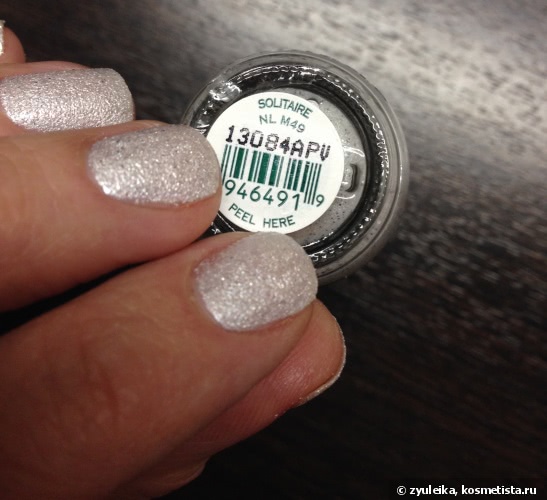 SOLITAIRE
NL M49
13084APV
946491 9
PEEL HERE
© zyuleika, kosmetista.ru